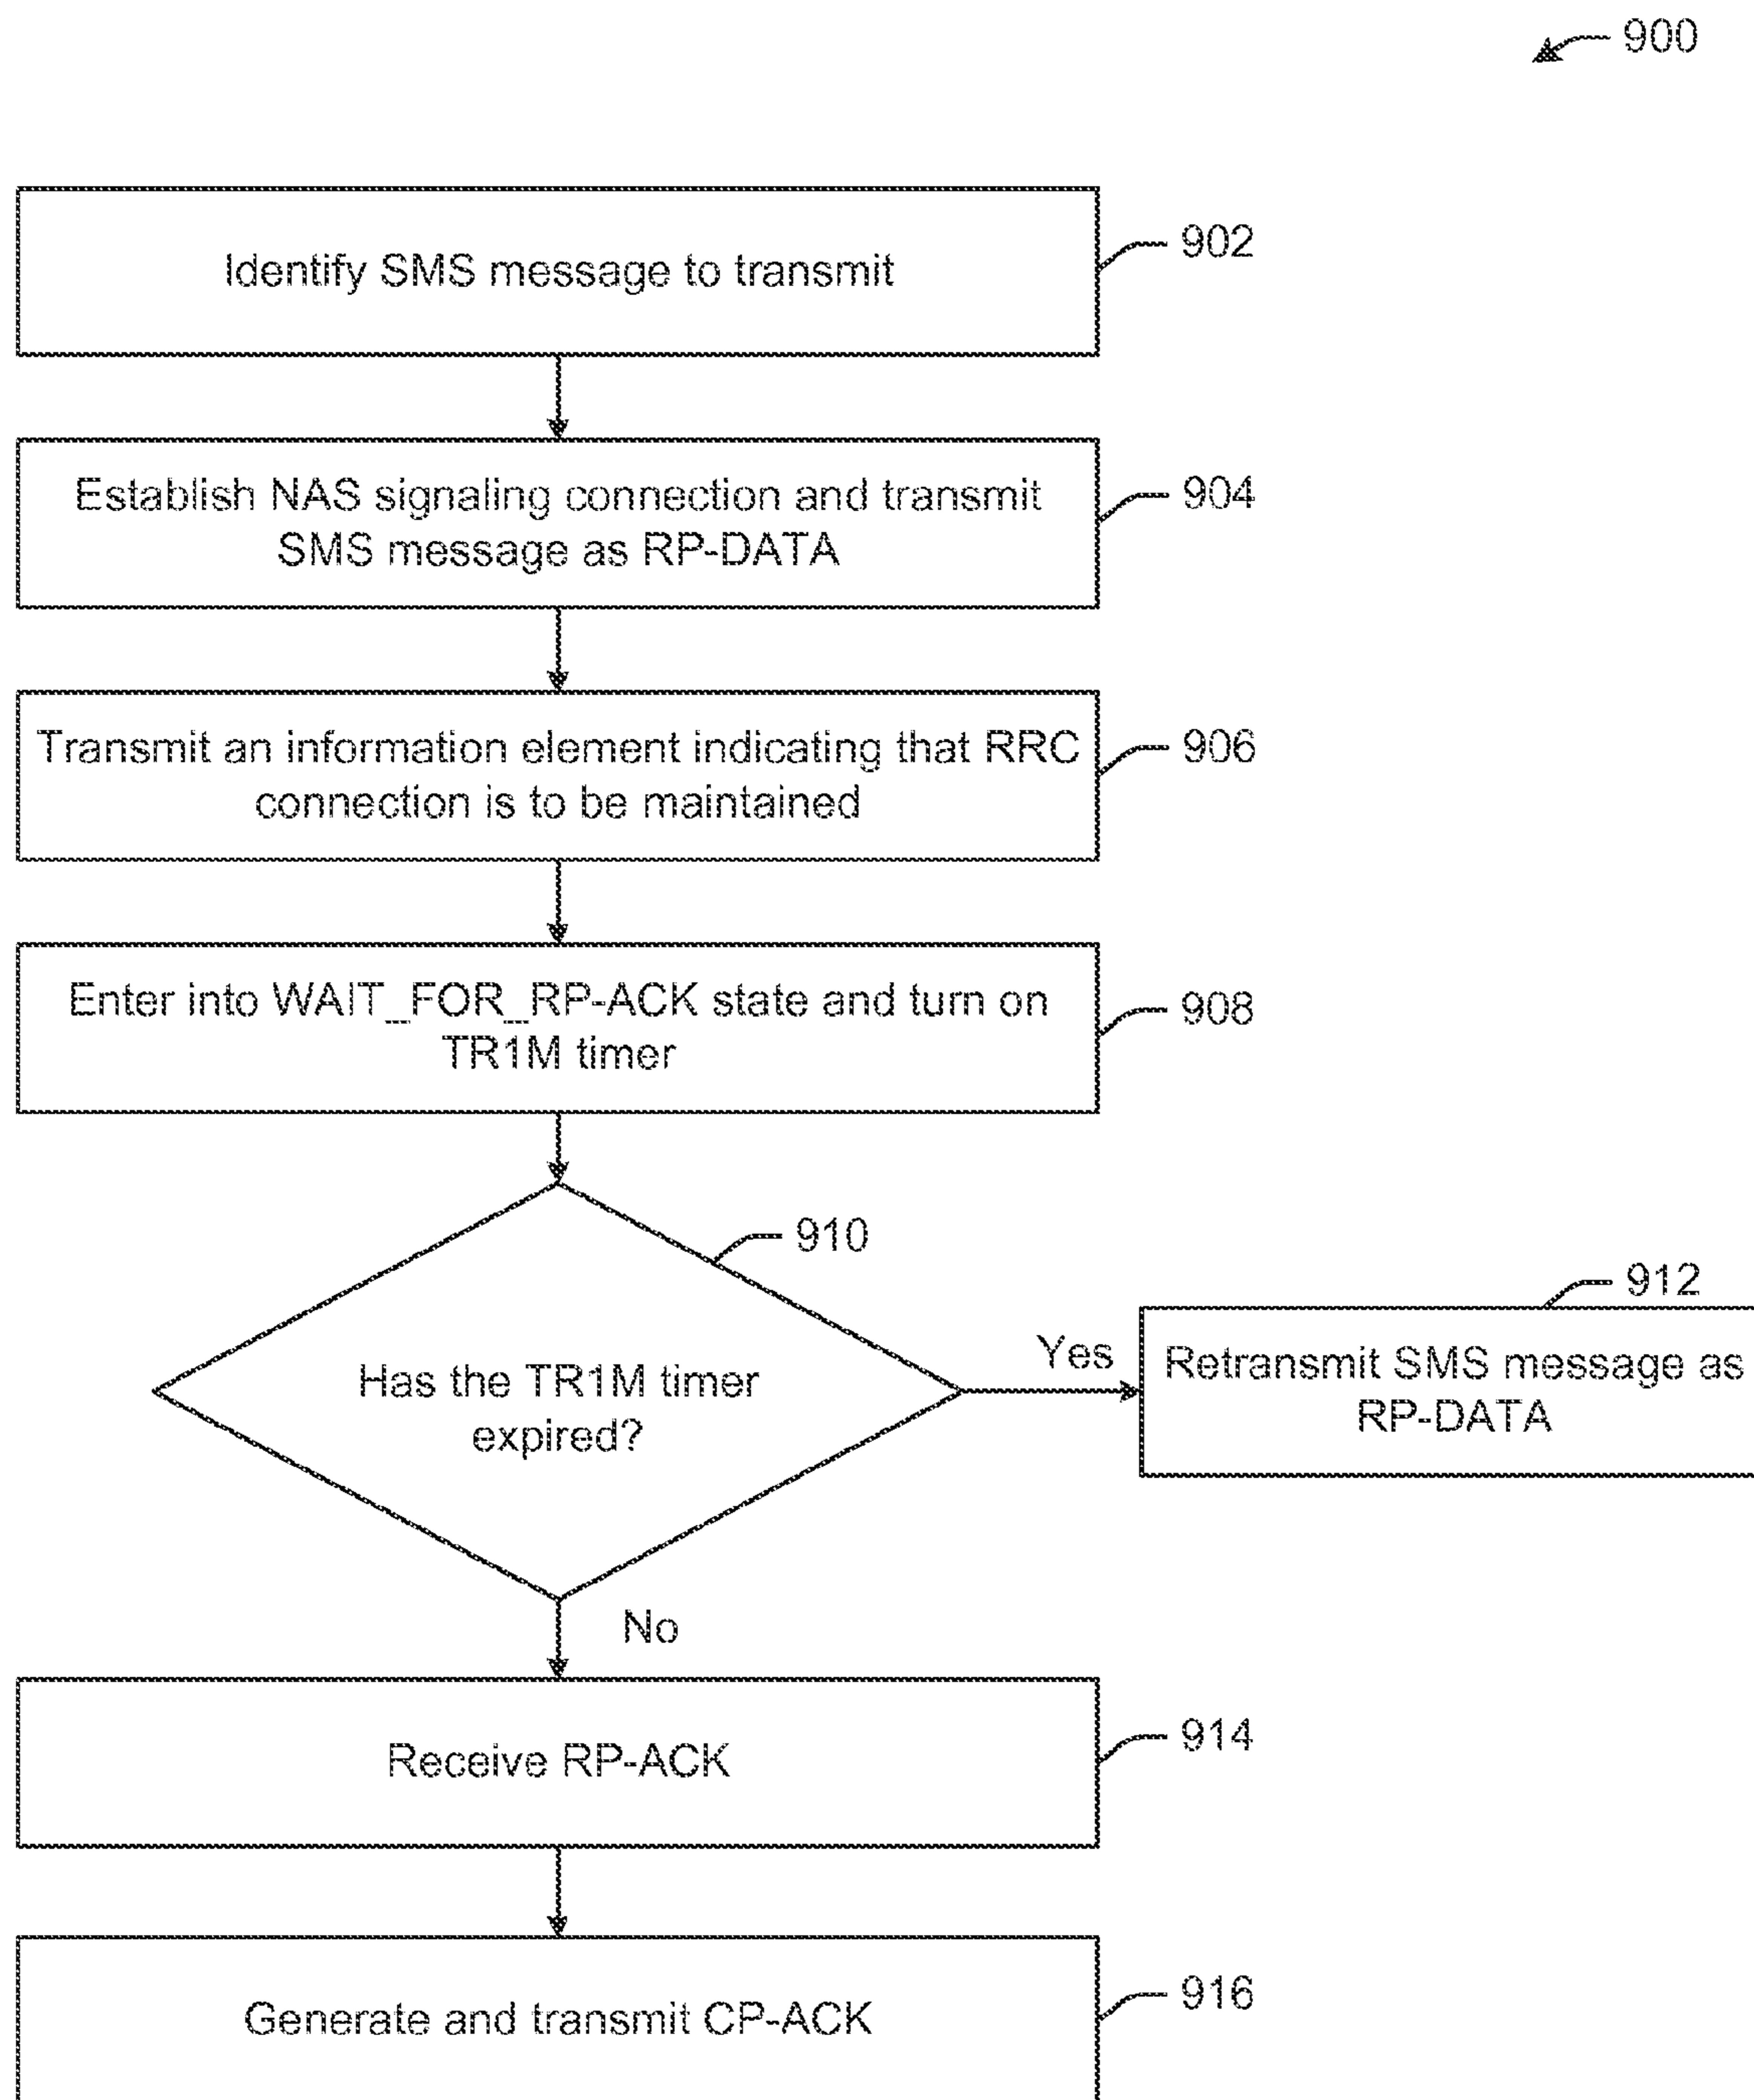 900
Identify SMS message to transmit
902
Establish NAS signaling connection and transmit
SMS message as RP-DATA
904
Transmit an information element indicating that RRC
connection is to be maintained
906
Enter into WAIT_FOR_RP-ACK state and turn on
TR1M timer
908
910
Has the TR1M timer
expired?
Yes
912
Retransmit SMS message as
RP-DATA
No
Receive RP-ACK
914
Generate and transmit CP-ACK
916